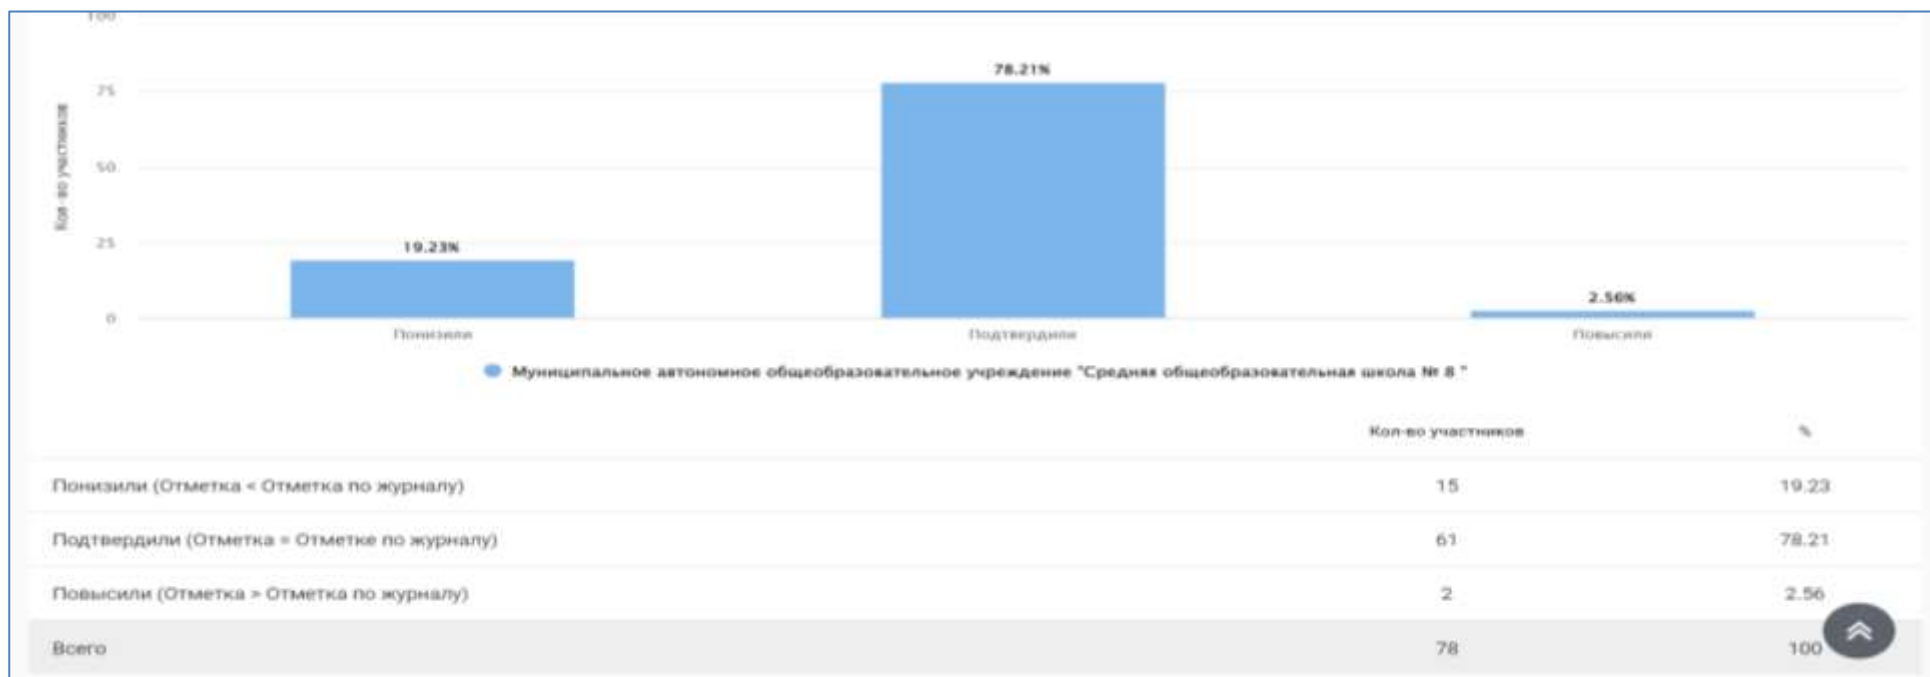 100
78.21%
75
Кол-во участников
50
25
19.23%
2.56%
0
Понизили Подтвердили Повысили
Муниципальное автономное общеобразовательное учреждение "Средняя общеобразовательная школа № 8 "
Кол-во участников %
Понизили (Отметка < Отметка по журналу) 15 19.23
Подтвердили (Отметка = Отметке по журналу) 61 78.21
Повысили (Отметка > Отметка по журналу) 2 2.56
Всего 78 100